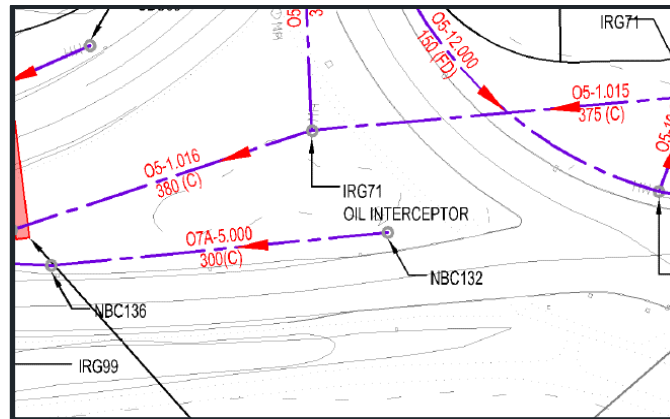 IRG71
O5-12.000
150 (FD)
O5-1.015
375 (C)
O5-1.016
380 (C)
IRG71
OIL INTERCEPTOR
O7A-5.000
300(C)
NBC132
NBC136
IRG99